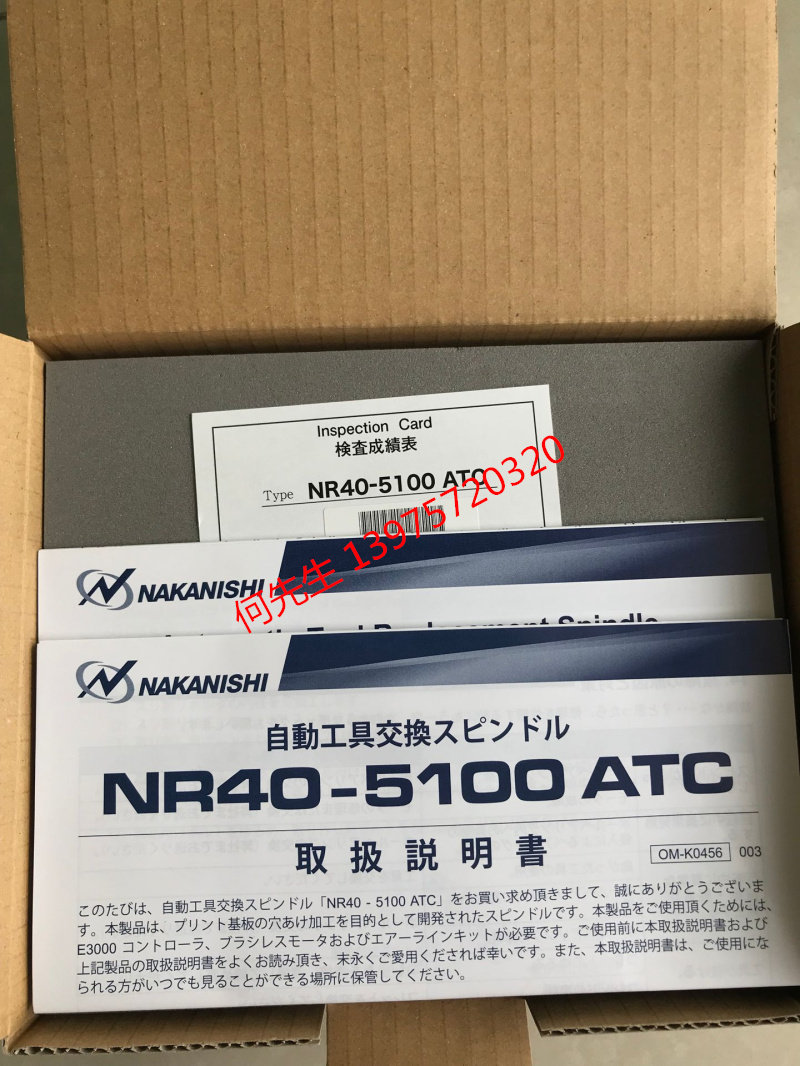 Inspection Card
検査成績表
Type NR40-5100 ATC
何先生 13975720320
NAKANISHI
Spindle
NAKANISHI
自動工具交換スピンドル
NR40-5100 ATC
取扱説明書
OM-K0456 003
このたびは、自動工具交換スピンドル「NR40 - 5100 ATC」をお買い求め頂きまして、誠にありがとうございま
す。本製品は、プリント基板の穴あけ加工を目的として開発されたスピンドルです。本製品をご使用頂くためには、
E3000 コントローラ、ブラシレスモータおよびエアーラインキットが必要です。ご使用前に本取扱説明書および
上記製品の取扱説明書をよくお読み頂き、末永くご愛用くだされば幸いです。また、本取扱説明書は、ご使用にな
られる方がいつでも見ることができる場所に保管してください。